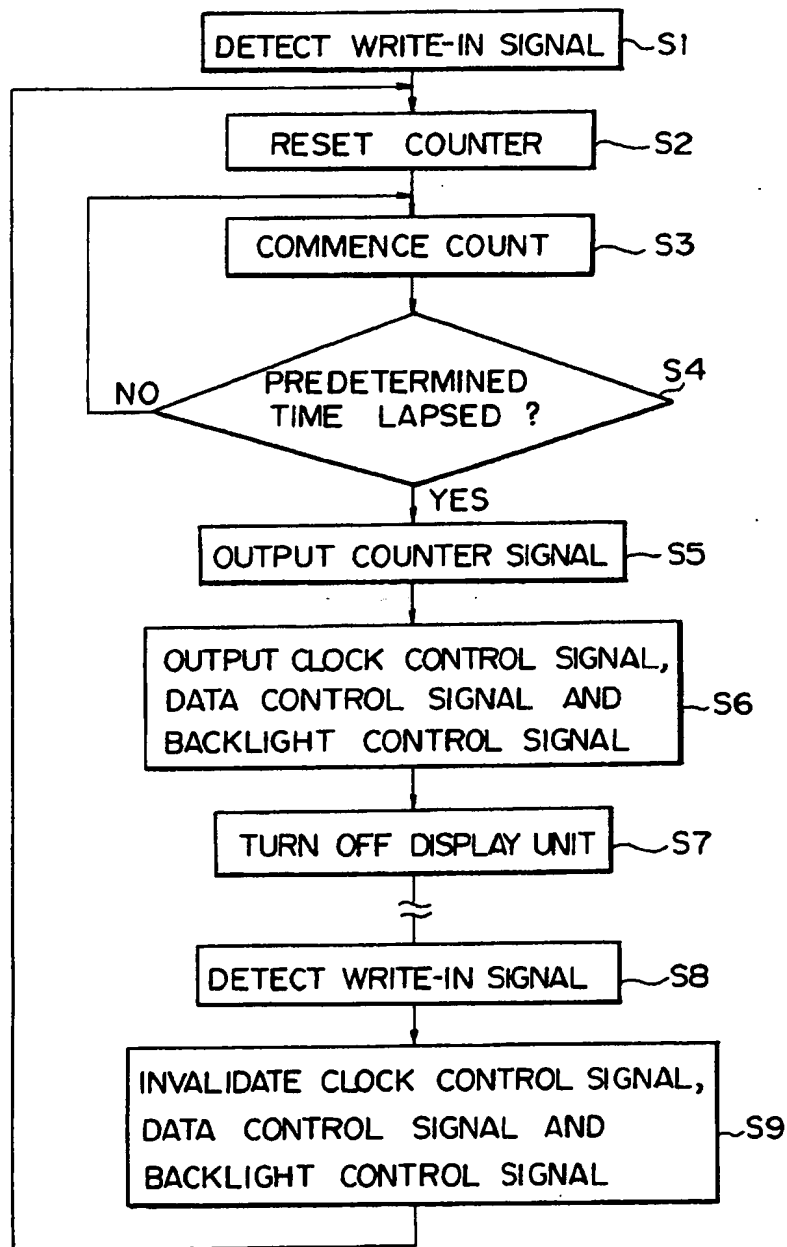 DETECT WRITE-IN SIGNAL S1
RESET COUNTER S2
COMMENCE COUNT S3
PREDETERMINED S4
TIME LAPSED ?
NO
YES
OUTPUT COUNTER SIGNAL S5
OUTPUT CLOCK CONTROL SIGNAL,
DATA CONTROL SIGNAL AND S6
BACKLIGHT CONTROL SIGNAL
TURN OFF DISPLAY UNIT S7
DETECT WRITE-IN SIGNAL S8
INVALIDATE CLOCK CONTROL SIGNAL,
DATA CONTROL SIGNAL AND S9
BACKLIGHT CONTROL SIGNAL